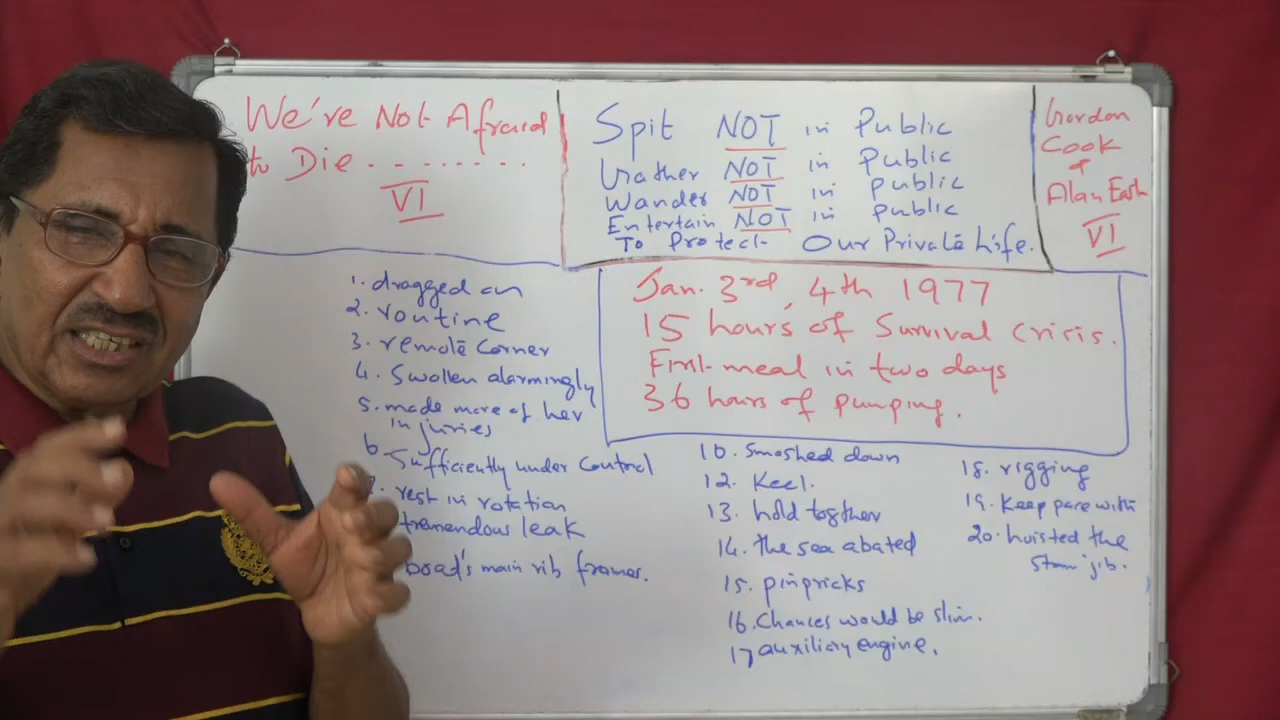 We're Not Afraid
to Die ........
VI
Spit NOT in Public
Gather NOT in Public
Wander NOT in Public
Entertain NOT in Public
To Protect Our Private Life.
Gordon
Cook
&
Alan East
VI
Jan. 3rd, 4th 1977
15 hours of Survival Crisis.
First meal in two days
36 hours of pumping.
1. dragged on
2. routine
3. remote corner
4. Swollen alarmingly
5. made more of her
injuries
6. Sufficiently under control
rest in rotation
tremendous leak
boad's main rib frames.
10. Smashed down
12. Keel.
13. hold together
14. the sea abated
15. pinpricks
16. Chances would be slim.
17 auxiliary engine.
18. rigging
19. Keep pace with
20. hoisted the
storm jib.